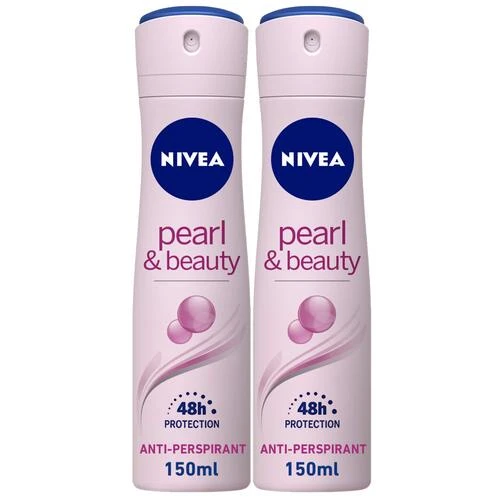 NIVEA
pearl
& beauty
48h
PROTECTION
ANTI-PERSPIRANT
150ml
NIVEA
pearl
& beauty
48h
PROTECTION
ANTI-PERSPIRANT
150ml